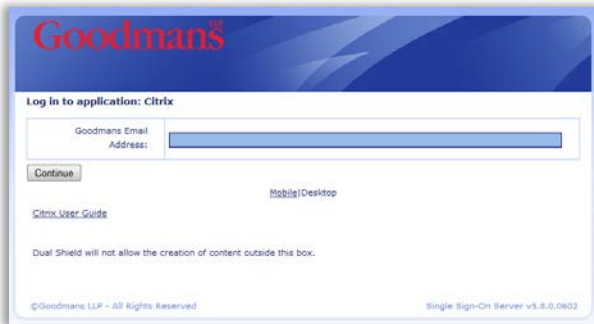 Goodmans LLP
Log in to application: Citrix
Goodmans Email
Address:
Continue
Mobile|Desktop
Citrix User Guide
Dual Shield will not allow the creation of content outside this box.
©Goodmans LLP - All Rights Reserved
Single Sign-On Server v5.8.0.0602